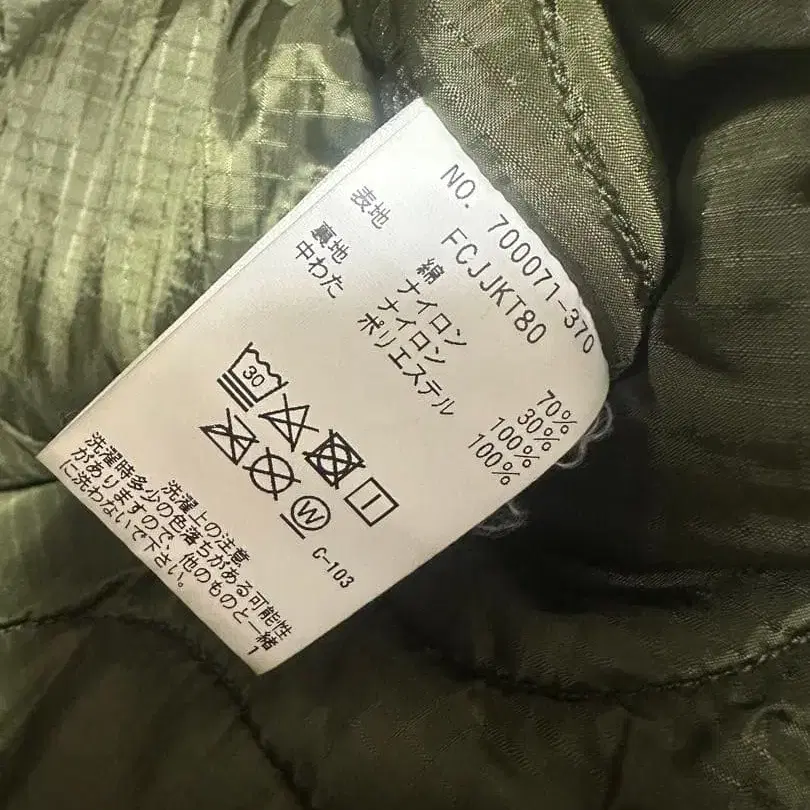 NO. 700071-370
FCJJKT80
表地 綿 70%
ナイロン 30%
裏地 ナイロン 100%
中わた ポリエステル 100%
30
W
C-103
洗濯上の注意
洗濯時多少の色落ちがある可能性
がありますので、他のものと一緒
に洗わないで下さい。
1